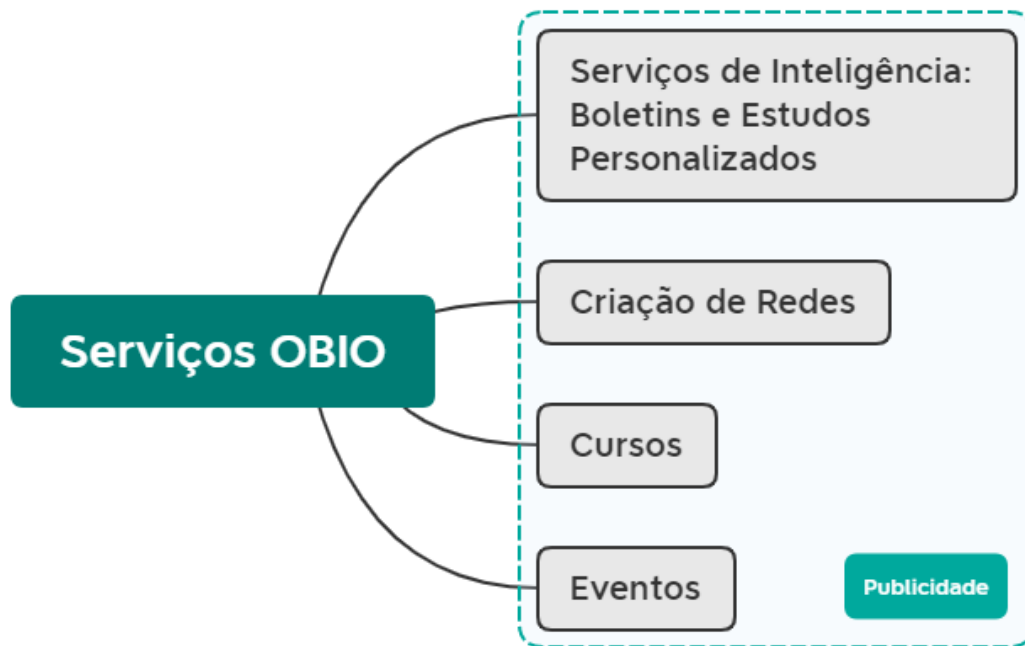 Serviços de Inteligência:
Boletins e Estudos
Personalizados
Criação de Redes
Serviços OBIO
Cursos
Eventos
Publicidade